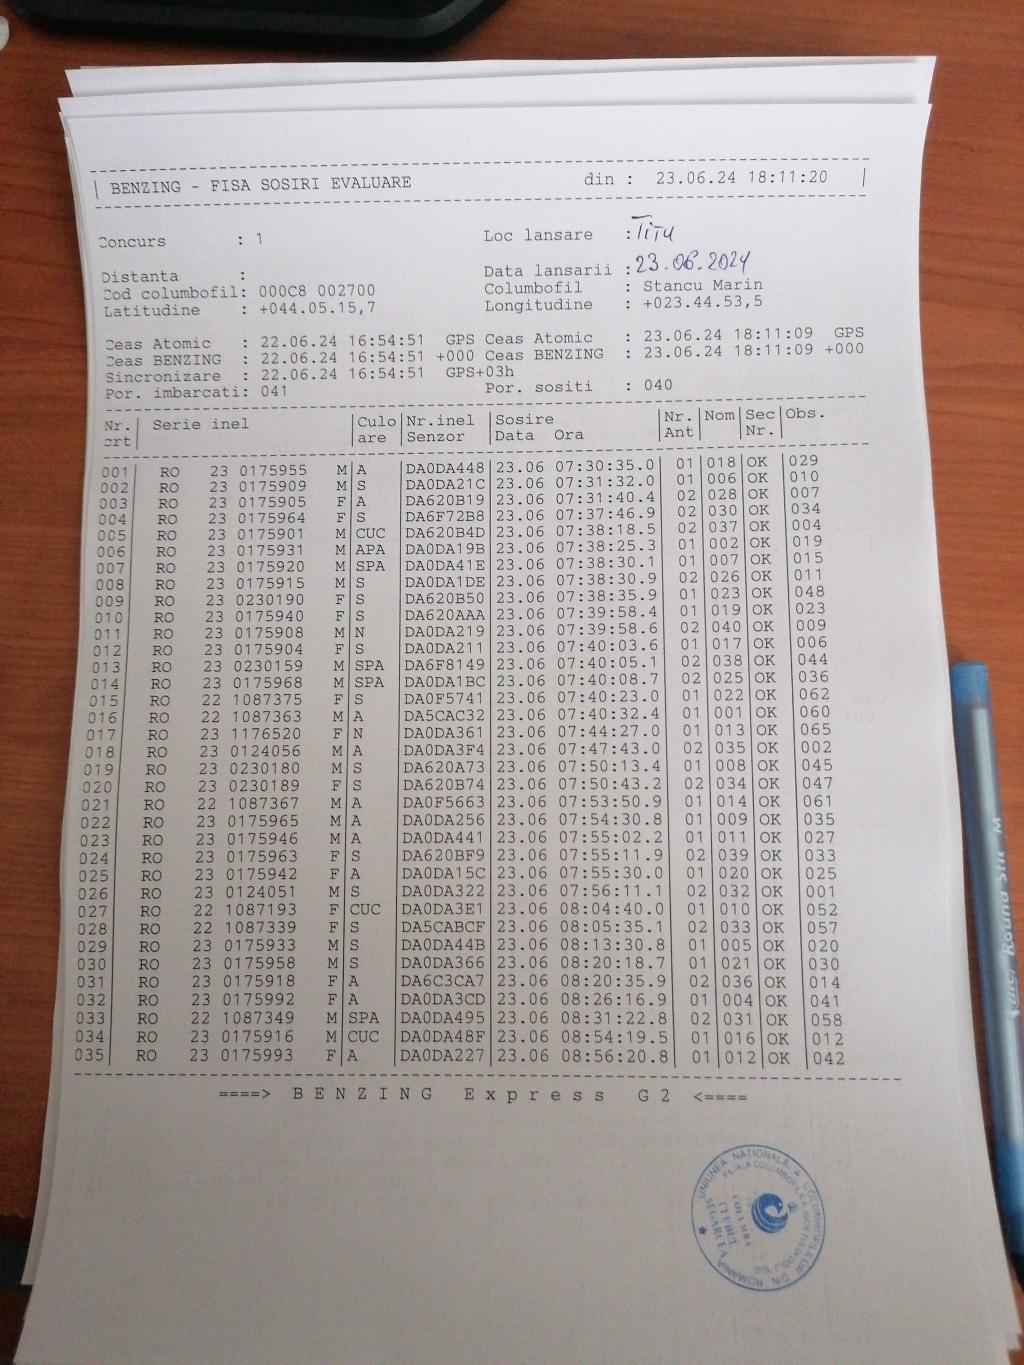 BENZING - FISA SOSIRI EVALUARE din : 23.06.24 18:11:20
Concurs : 1 Loc lansare : Titu
Distanta : Data lansarii : 23.06.2024
Cod columbofil: 000C8 002700 Columbofil : Stancu Marin
Latitudine : +044.05.15,7 Longitudine : +023.44.53,5
Ceas Atomic : 22.06.24 16:54:51 GPS Ceas Atomic : 23.06.24 18:11:09 GPS
Ceas BENZING : 22.06.24 16:54:51 +000 Ceas BENZING : 23.06.24 18:11:09 +000
Sincronizare : 22.06.24 16:54:51 GPS+03h
Por. imbarcati: 041 Por. sositi : 040
Nr. Serie inel Culo Nr.inel Sosire Nr. Nom Sec Obs.
crt are Senzor Data Ora Ant Nr.
001 RO 23 0175955 M A DA0DA448 23.06 07:30:35.0 01 018 OK 029
002 RO 23 0175909 M S DA0DA21C 23.06 07:31:32.0 01 006 OK 010
003 RO 23 0175905 F A DA620B19 23.06 07:31:40.4 02 028 OK 007
004 RO 23 0175964 F S DA6F72B8 23.06 07:37:46.9 02 030 OK 034
005 RO 23 0175901 M CUC DA620B4D 23.06 07:38:18.5 02 037 OK 004
006 RO 23 0175931 M APA DA0DA19B 23.06 07:38:25.3 01 002 OK 019
007 RO 23 0175920 M SPA DA0DA41E 23.06 07:38:30.1 01 007 OK 015
008 RO 23 0175915 M S DA0DA1DE 23.06 07:38:30.9 02 026 OK 011
009 RO 23 0230190 F S DA620B50 23.06 07:38:35.9 01 023 OK 048
010 RO 23 0175940 F S DA620AAA 23.06 07:39:58.4 01 019 OK 023
011 RO 23 0175908 M N DA0DA219 23.06 07:39:58.6 02 040 OK 009
012 RO 23 0175904 F S DA0DA211 23.06 07:40:03.6 01 017 OK 006
013 RO 23 0230159 M SPA DA6F8149 23.06 07:40:05.1 02 038 OK 044
014 RO 23 0175968 M SPA DA0DA1BC 23.06 07:40:08.7 02 025 OK 036
015 RO 22 1087375 F S DA0F5741 23.06 07:40:23.0 01 022 OK 062
016 RO 22 1087363 M A DA5CAC32 23.06 07:40:32.4 01 001 OK 060
017 RO 23 1176520 F N DA0DA361 23.06 07:44:27.0 01 013 OK 065
018 RO 23 0124056 M A DA0DA3F4 23.06 07:47:43.0 02 035 OK 002
019 RO 23 0230180 M S DA620A73 23.06 07:50:13.4 01 008 OK 045
020 RO 23 0230189 F S DA620B74 23.06 07:50:43.2 02 034 OK 047
021 RO 22 1087367 M A DA0F5663 23.06 07:53:50.9 01 014 OK 061
022 RO 23 0175965 M A DA0DA256 23.06 07:54:30.8 01 009 OK 035
023 RO 23 0175946 M A DA0DA441 23.06 07:55:02.2 01 011 OK 027
024 RO 23 0175963 F S DA620BF9 23.06 07:55:11.9 02 039 OK 033
025 RO 23 0175942 F A DA0DA15C 23.06 07:55:30.0 01 020 OK 025
026 RO 23 0124051 M S DA0DA322 23.06 07:56:11.1 02 032 OK 001
027 RO 22 1087193 F CUC DA0DA3E1 23.06 08:04:40.0 01 010 OK 052
028 RO 22 1087339 F S DA5CABCF 23.06 08:05:35.1 02 033 OK 057
029 RO 23 0175933 M S DA0DA44B 23.06 08:13:30.8 01 005 OK 020
030 RO 23 0175958 M S DA0DA366 23.06 08:20:18.7 01 021 OK 030
031 RO 23 0175918 F A DA6C3CA7 23.06 08:20:35.9 02 036 OK 014
032 RO 23 0175992 F A DA0DA3CD 23.06 08:26:16.9 01 004 OK 041
033 RO 22 1087349 M SPA DA0DA495 23.06 08:31:22.8 02 031 OK 058
034 RO 23 0175916 M CUC DA0DA48F 23.06 08:54:19.5 01 016 OK 012
035 RO 23 0175993 F A DA0DA227 23.06 08:56:20.8 01 012 OK 042
====> BENZING Express G2 <====
UNIUNEA NATIONALĂ A COLUMBOFILILOR DIN ROMANIA
CLUBUL
COLUMBA
SEGARCEA
Round Stic M